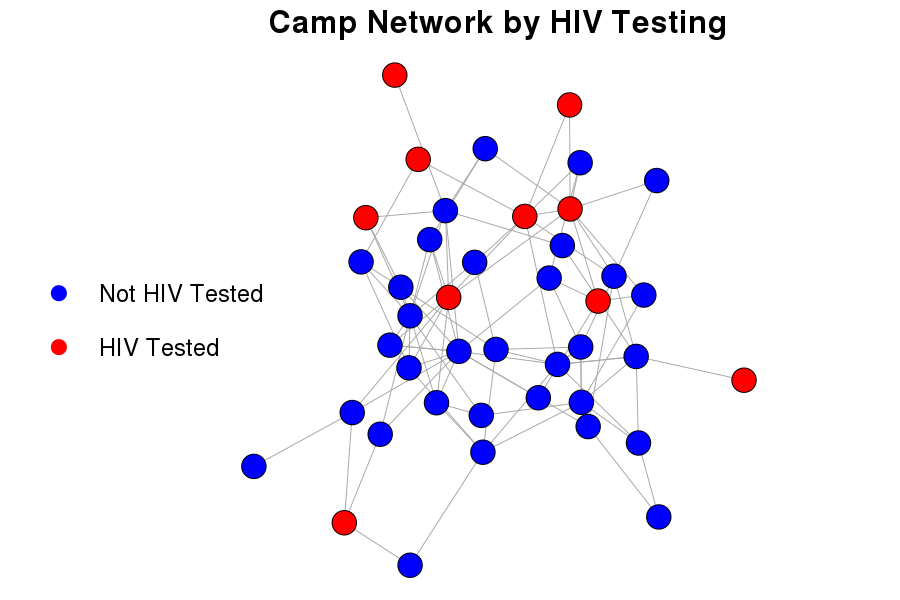 Camp Network by HIV Testing
Not HIV Tested
HIV Tested